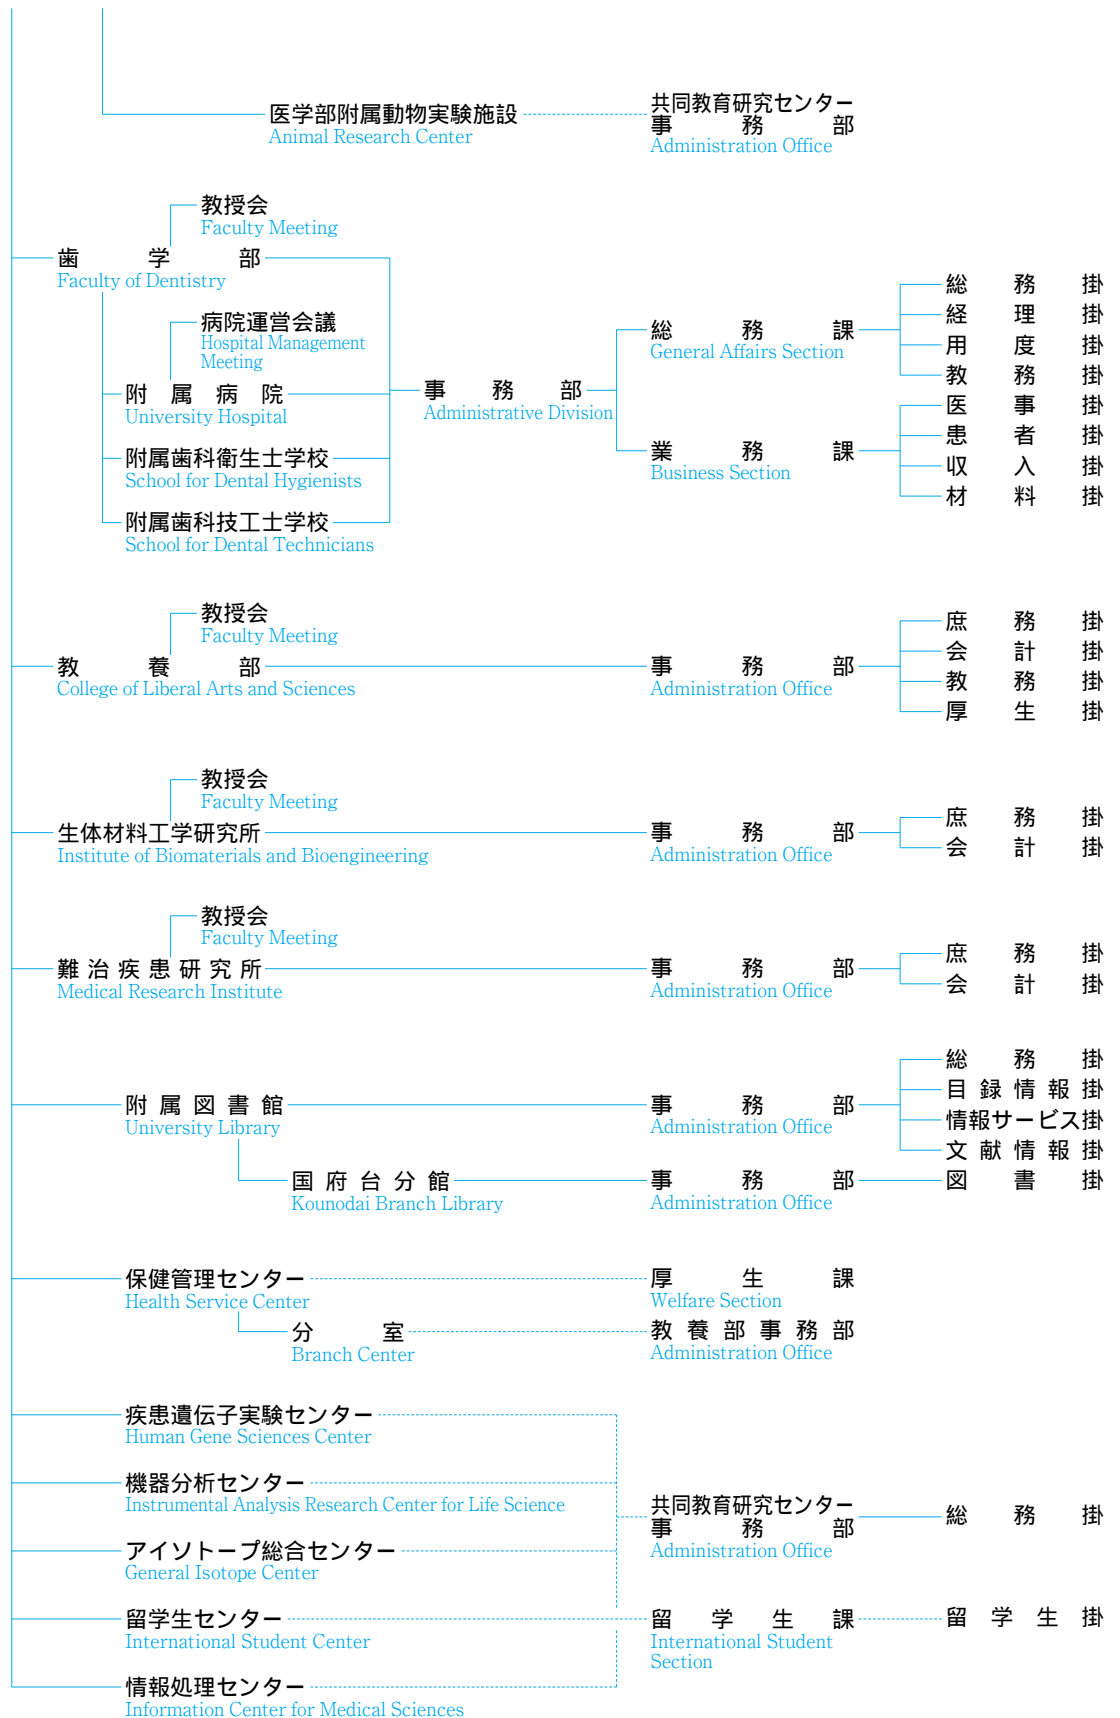 医学部附属動物実験施設
Animal Research Center
共同教育研究センター
事務部
Administration Office
教授会
Faculty Meeting
歯学部
Faculty of Dentistry
病院運営会議
Hospital Management
Meeting
附属病院
University Hospital
附属歯科衛生士学校
School for Dental Hygienists
附属歯科技工士学校
School for Dental Technicians
事務部
Administrative Division
総務課
General Affairs Section
総務掛
経理掛
用度掛
教務掛
業務課
Business Section
医事掛
患者掛
収入掛
材料掛
教授会
Faculty Meeting
教養部
College of Liberal Arts and Sciences
事務部
Administration Office
庶務掛
会計掛
教務掛
厚生掛
教授会
Faculty Meeting
生体材料工学研究所
Institute of Biomaterials and Bioengineering
事務部
Administration Office
庶務掛
会計掛
教授会
Faculty Meeting
難治疾患研究所
Medical Research Institute
事務部
Administration Office
庶務掛
会計掛
附属図書館
University Library
事務部
Administration Office
総務掛
目録情報掛
情報サービス掛
文献情報掛
国府台分館
Kounodai Branch Library
事務部
Administration Office
図書掛
保健管理センター
Health Service Center
厚生課
Welfare Section
分室
Branch Center
教養部事務部
Administration Office
疾患遺伝子実験センター
Human Gene Sciences Center
機器分析センター
Instrumental Analysis Research Center for Life Science
共同教育研究センター
事務部
Administration Office
総務掛
アイソトープ総合センター
General Isotope Center
留学生センター
International Student Center
留学生課
International Student
Section
留学生掛
情報処理センター
Information Center for Medical Sciences